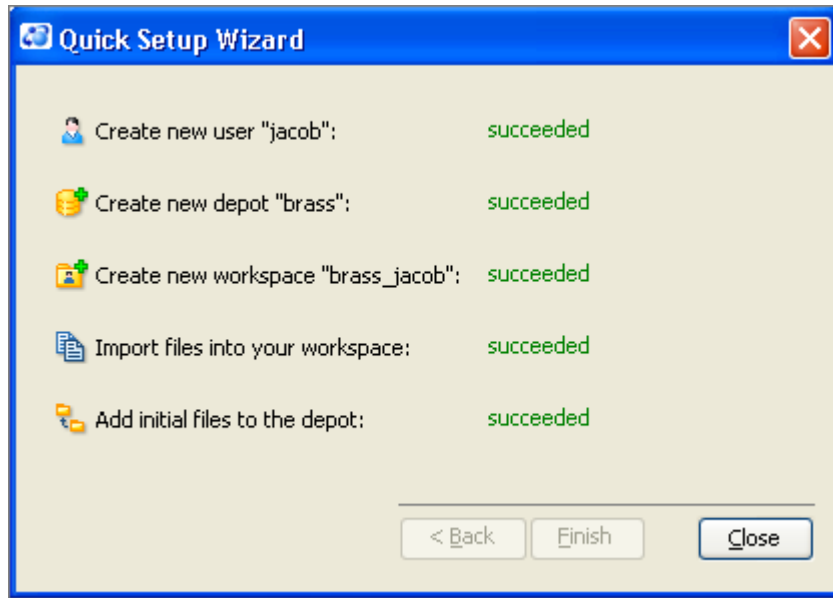 Quick Setup Wizard
Create new user "jacob": succeeded
Create new depot "brass": succeeded
Create new workspace "brass_jacob": succeeded
Import files into your workspace: succeeded
Add initial files to the depot: succeeded
< Back Finish Close